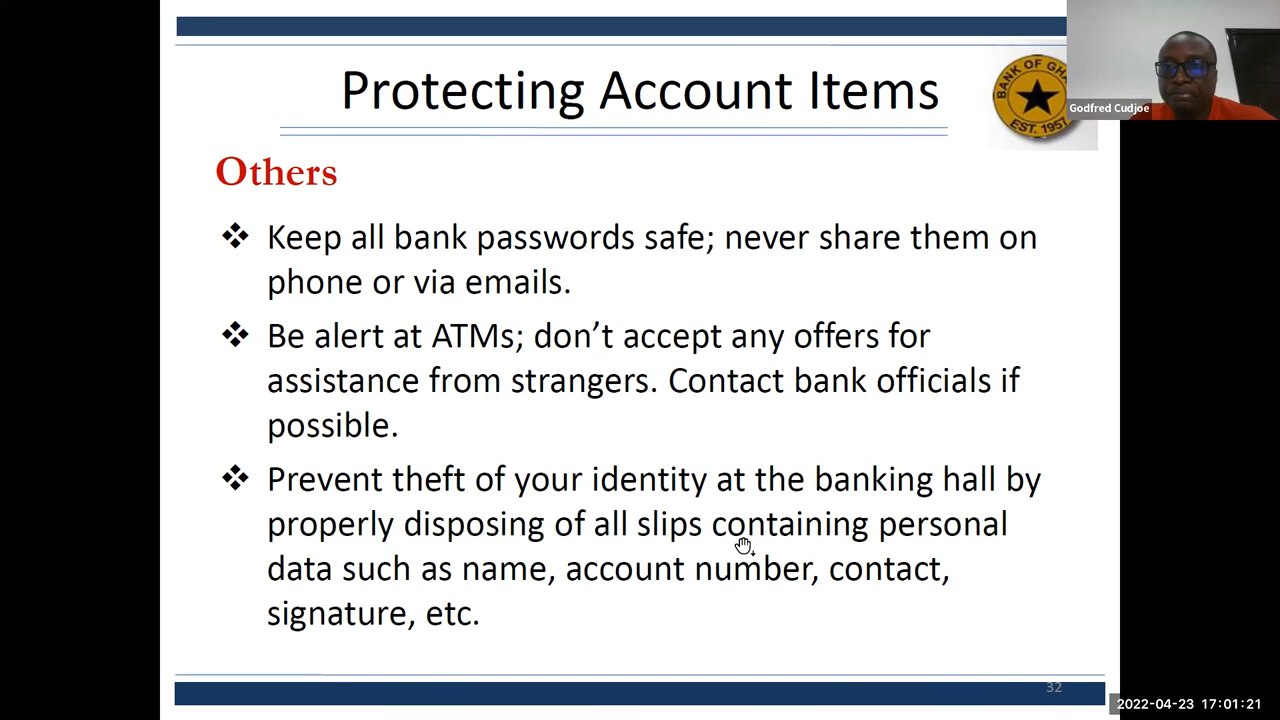 Protecting Account Items
BANK OF GHA
EST. 1957
Godfred Cudjoe
Others
❖ Keep all bank passwords safe; never share them on
phone or via emails.
❖ Be alert at ATMs; don’t accept any offers for
assistance from strangers. Contact bank officials if
possible.
❖ Prevent theft of your identity at the banking hall by
properly disposing of all slips containing personal
data such as name, account number, contact,
signature, etc.
32
2022-04-23 17:01:21